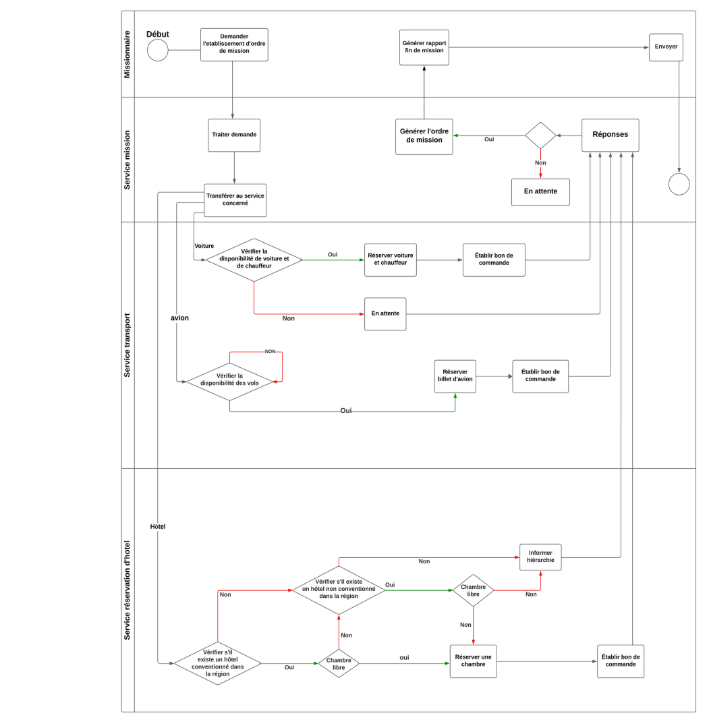 Missionnaire
Début
Demander
l'etablissement d'ordre
de mission
Générer rapport
fin de mission
Envoyer
Service mission
Traiter demande
Générer l'ordre
de mission
Oui
Réponses
Non
En attente
Transférer au service
concerné
Service transport
Voiture
Vérifier la
disponibilité de voiture et
de chauffeur
Oui
Réserver voiture
et chauffeur
Établir bon de
commande
Non
En attente
avion
NON
Vérifier la
disponibilité des vols
Oui
Réserver
billet d'avion
Établir bon de
commande
Service réservation d'hotel
Hôtel
Informer
hiérarchie
Non
Vérifier s'il existe
un hôtel non conventionné
dans la région
Oui
Chambre
libre
Non
Non
Non
Non
Vérifier s'il
existe un hôtel
conventionné dans
la région
Oui
Chambre
libre
oui
Réserver une
chambre
Établir bon de
commande